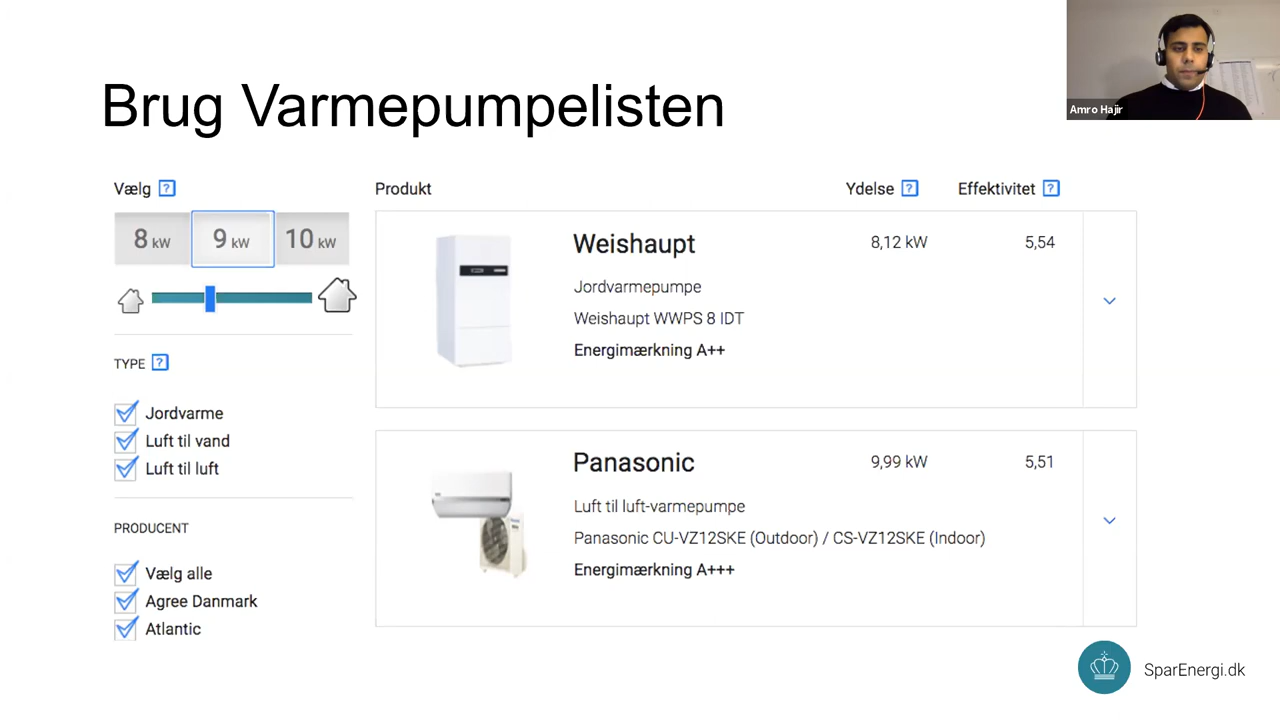 Brug Varmepumpelisten
Amro Hajir
Vælg ?
8 kW 9 kW 10 kW
TYPE ?
Jordvarme
Luft til vand
Luft til luft
PRODUCENT
Vælg alle
Agree Danmark
Atlantic
Produkt Ydelse ? Effektivitet ?
Weishaupt 8,12 kW 5,54
Jordvarmepumpe
Weishaupt WWPS 8 IDT
Energimærkning A++
Panasonic 9,99 kW 5,51
Luft til luft-varmepumpe
Panasonic CU-VZ12SKE (Outdoor) / CS-VZ12SKE (Indoor)
Energimærkning A+++
SparEnergi.dk